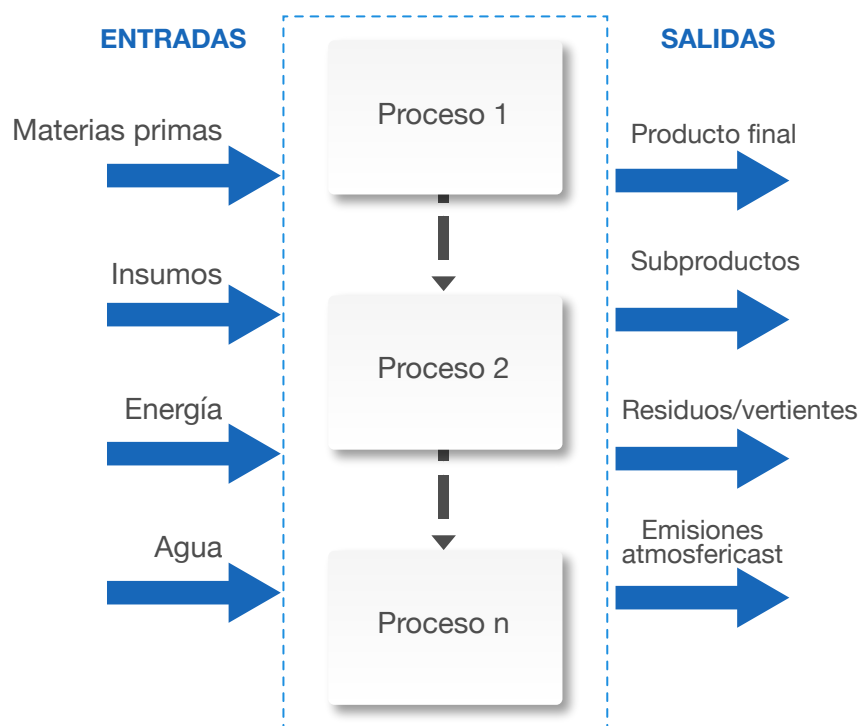 ENTRADAS
SALIDAS
Materias primas
Proceso 1
Producto final
Insumos
Subproductos
Energía
Proceso 2
Residuos/vertientes
Agua
Emisiones
atmosfericast
Proceso n